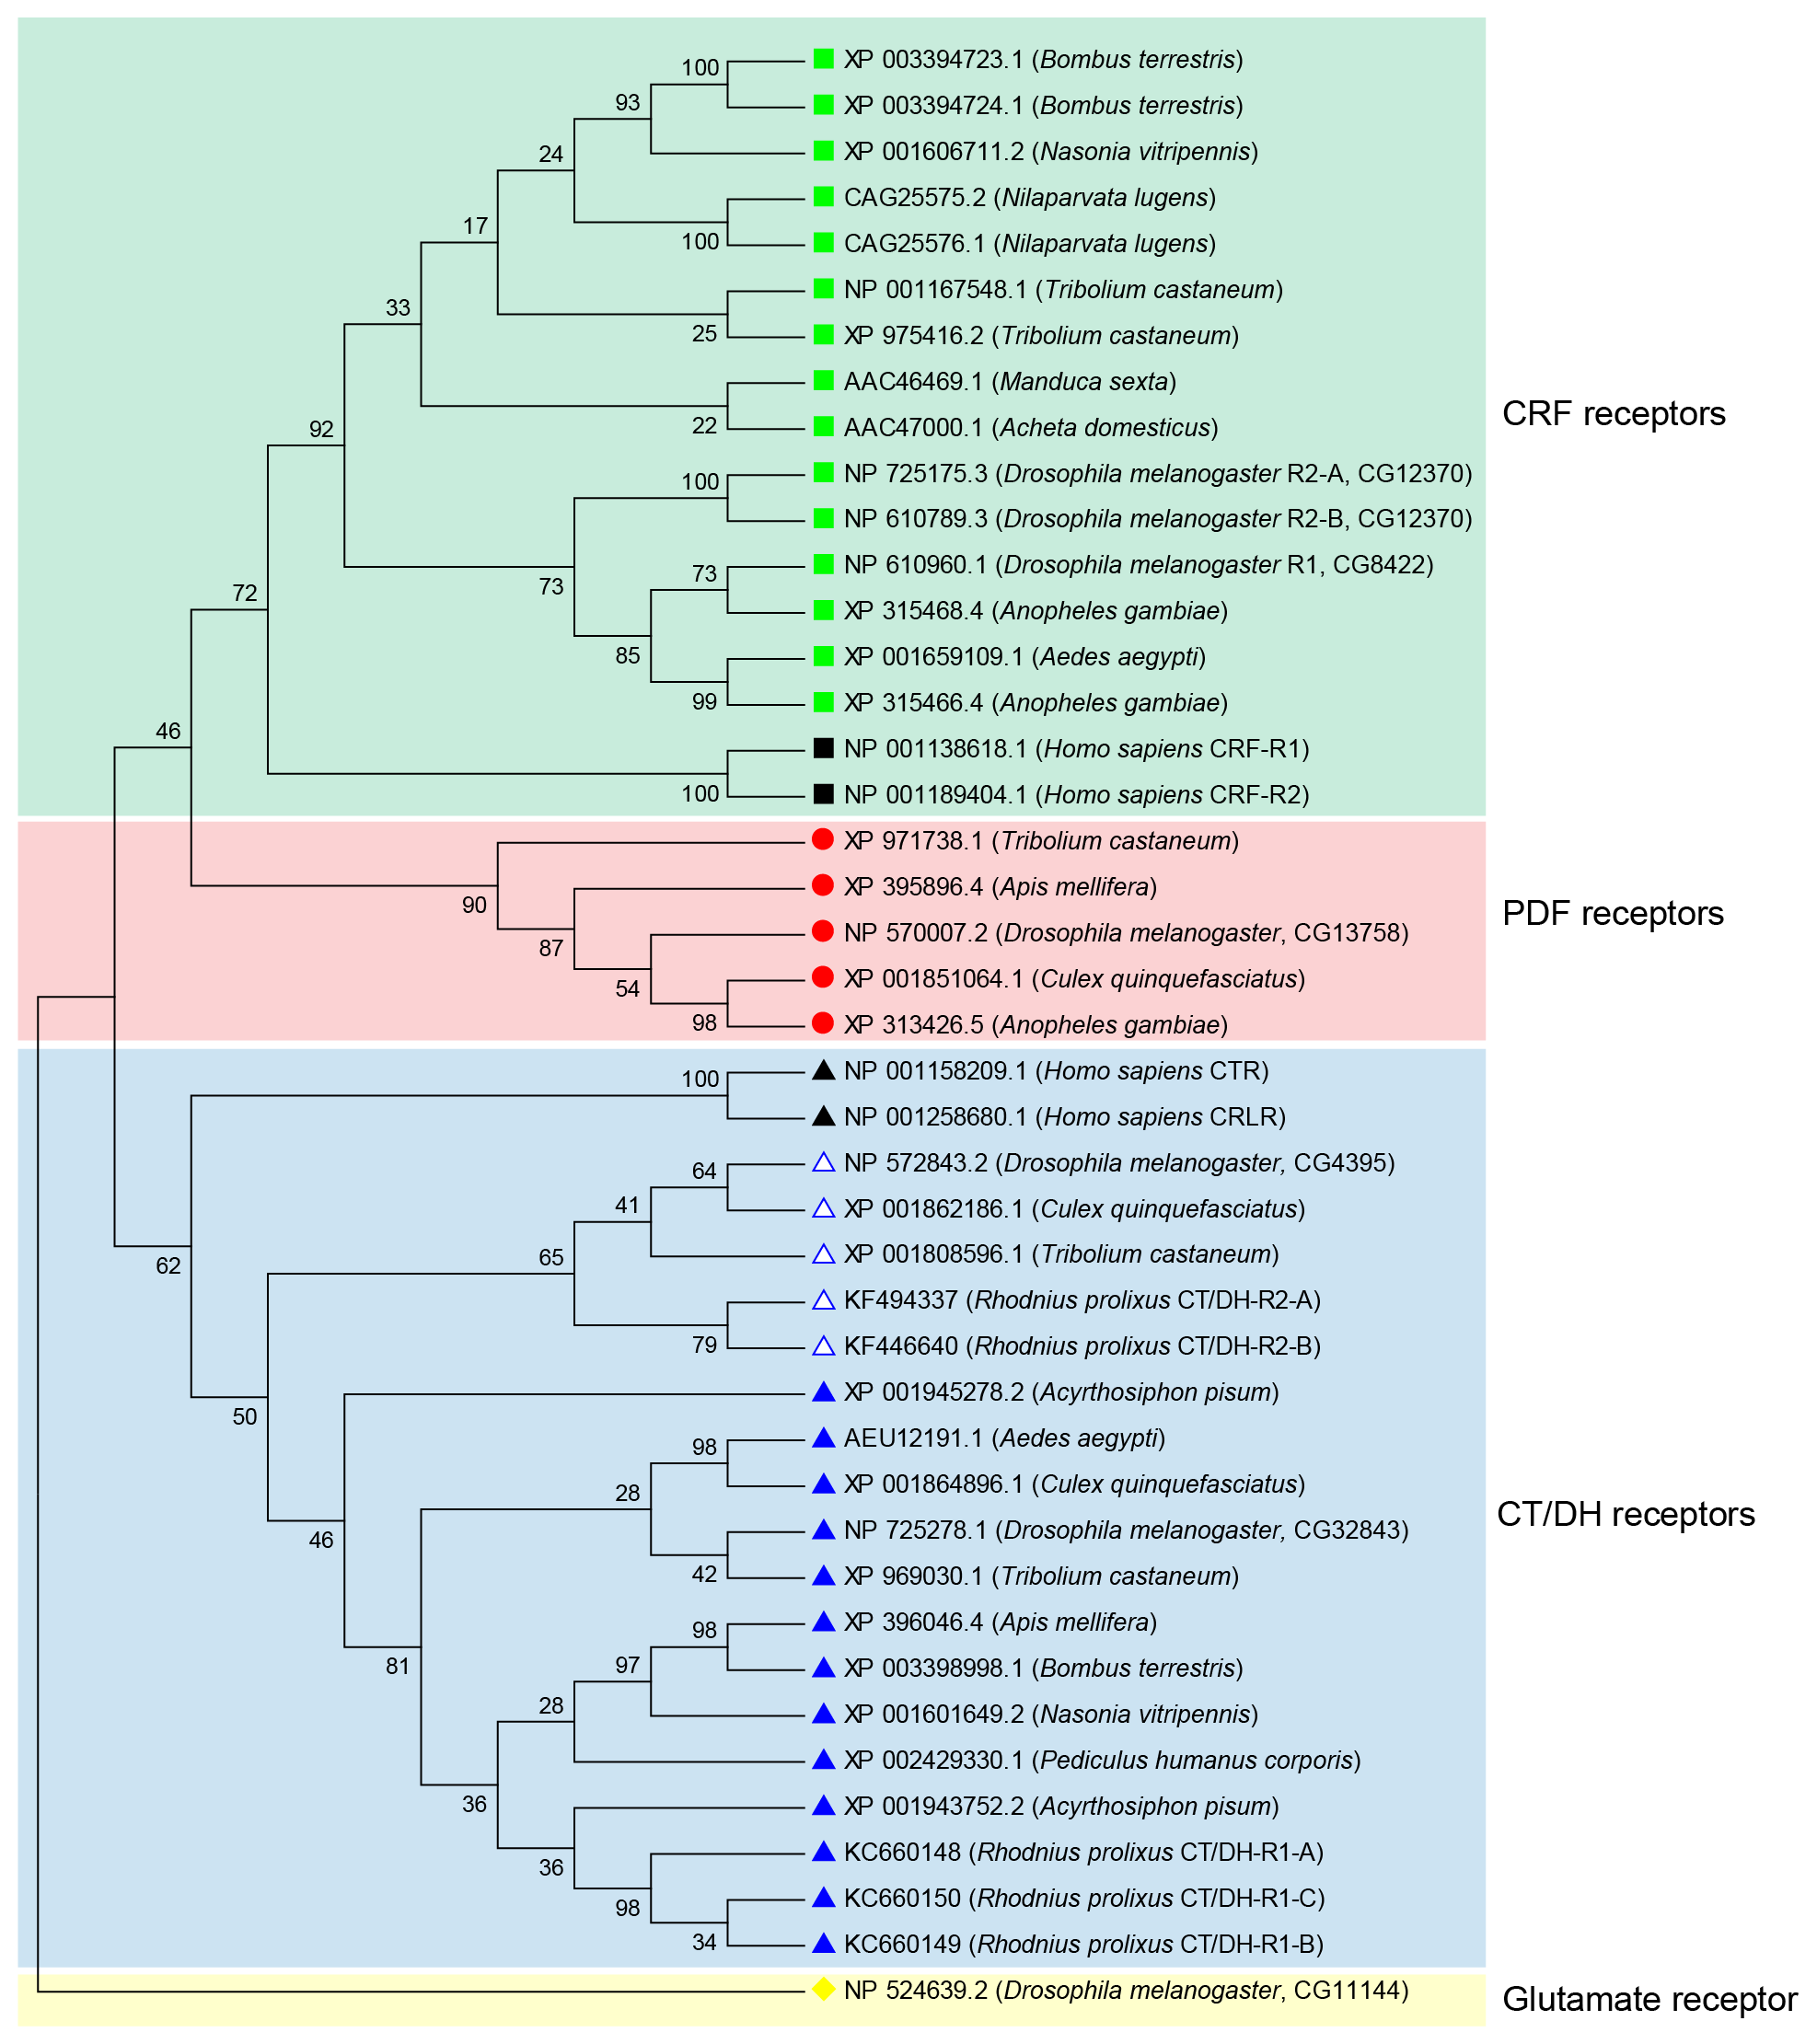 100
XP 003394723.1 (Bombus terrestris)
93
XP 003394724.1 (Bombus terrestris)
24
XP 001606711.2 (Nasonia vitripennis)
CAG25575.2 (Nilaparvata lugens)
17
100
CAG25576.1 (Nilaparvata lugens)
NP 001167548.1 (Tribolium castaneum)
33
25
XP 975416.2 (Tribolium castaneum)
AAC46469.1 (Manduca sexta)
CRF receptors
92
22
AAC47000.1 (Acheta domesticus)
100
NP 725175.3 (Drosophila melanogaster R2-A, CG12370)
NP 610789.3 (Drosophila melanogaster R2-B, CG12370)
73
73
NP 610960.1 (Drosophila melanogaster R1, CG8422)
72
XP 315468.4 (Anopheles gambiae)
85
XP 001659109.1 (Aedes aegypti)
99
XP 315466.4 (Anopheles gambiae)
46
NP 001138618.1 (Homo sapiens CRF-R1)
100
NP 001189404.1 (Homo sapiens CRF-R2)
XP 971738.1 (Tribolium castaneum)
90
XP 395896.4 (Apis mellifera)
PDF receptors
87
NP 570007.2 (Drosophila melanogaster, CG13758)
54
XP 001851064.1 (Culex quinquefasciatus)
98
XP 313426.5 (Anopheles gambiae)
100
NP 001158209.1 (Homo sapiens CTR)
NP 001258680.1 (Homo sapiens CRLR)
64
NP 572843.2 (Drosophila melanogaster, CG4395)
41
XP 001862186.1 (Culex quinquefasciatus)
62
65
XP 001808596.1 (Tribolium castaneum)
KF494337 (Rhodnius prolixus CT/DH-R2-A)
79
KF446640 (Rhodnius prolixus CT/DH-R2-B)
50
XP 001945278.2 (Acyrthosiphon pisum)
98
AEU12191.1 (Aedes aegypti)
28
XP 001864896.1 (Culex quinquefasciatus)
CT/DH receptors
46
NP 725278.1 (Drosophila melanogaster, CG32843)
42
XP 969030.1 (Tribolium castaneum)
98
XP 396046.4 (Apis mellifera)
81
97
XP 003398998.1 (Bombus terrestris)
28
XP 001601649.2 (Nasonia vitripennis)
XP 002429330.1 (Pediculus humanus corporis)
36
XP 001943752.2 (Acyrthosiphon pisum)
36
KC660148 (Rhodnius prolixus CT/DH-R1-A)
98
KC660150 (Rhodnius prolixus CT/DH-R1-C)
34
KC660149 (Rhodnius prolixus CT/DH-R1-B)
NP 524639.2 (Drosophila melanogaster, CG11144)
Glutamate receptor